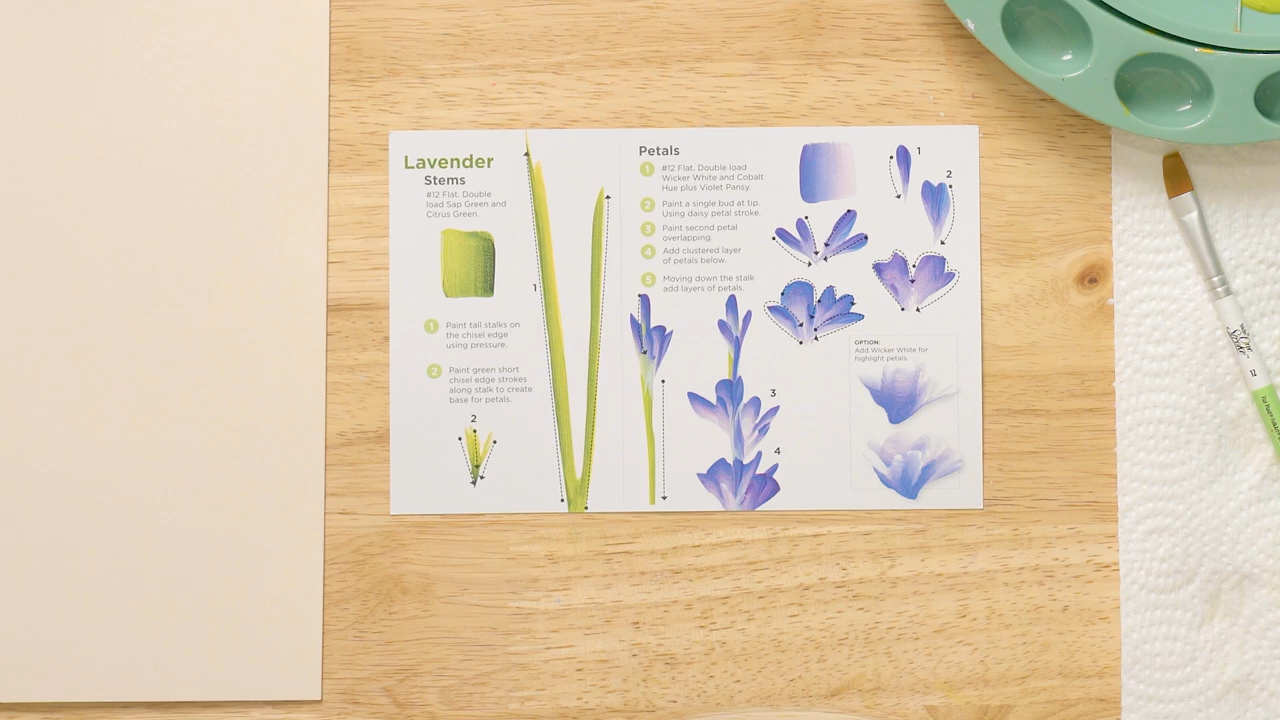 Lavender
Stems
#12 Flat. Double
load Sap Green and
Citrus Green.
1 Paint tall stalks on
the chisel edge
using pressure.
2 Paint green short
chisel edge strokes
along stalk to create
base for petals.
2
1
Petals
1 #12 Flat. Double load
Wicker White and Cobalt
Hue plus Violet Pansy.
2 Paint a single bud at tip.
Using daisy petal stroke.
3 Paint second petal
overlapping.
4 Add clustered layer
of petals below.
5 Moving down the stalk
add layers of petals.
1
2
3
4
OPTION:
Add Wicker White for
highlight petals.
One
Stroke
12